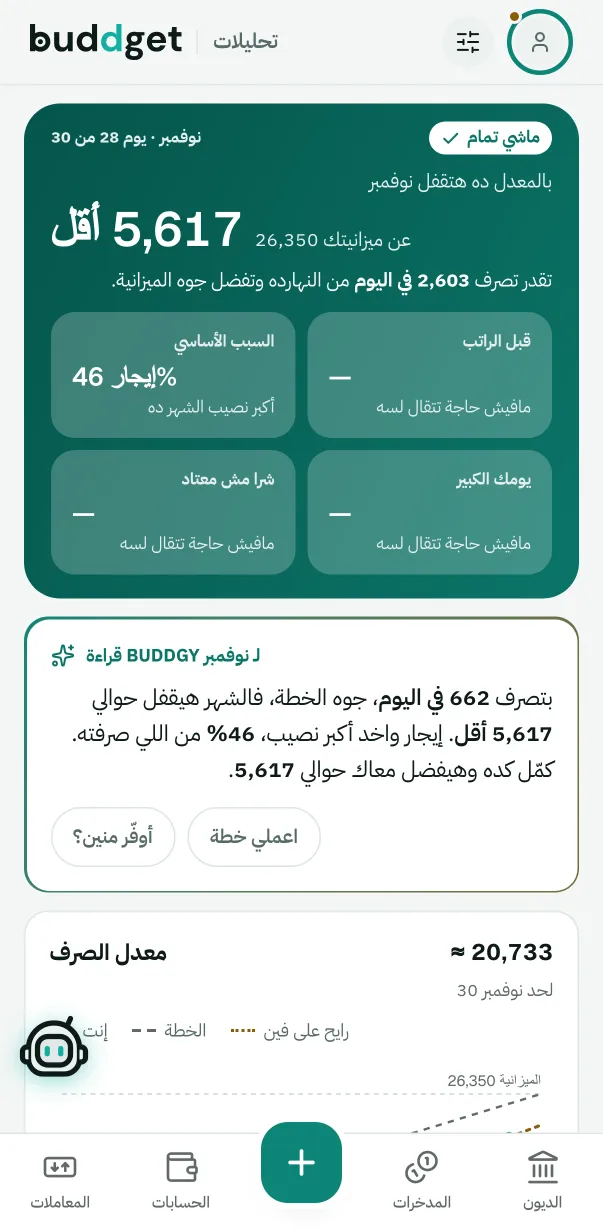 buddget
تحليلات
ماشي تمام
نوفمبر · يوم 28 من 30
بالمعدل ده هتقفل نوفمبر
5,617 أقل
عن ميزانيتك 26,350
تقدر تصرف 2,603 في اليوم من النهارده وتفضل جوه الميزانية.
قبل الراتب
—
مافيش حاجة تتقال لسه
السبب الأساسي
%إيجار 46
أكبر نصيب الشهر ده
يومك الكبير
—
مافيش حاجة تتقال لسه
شرا مش معتاد
—
مافيش حاجة تتقال لسه
قراءة BUDDGY لـ نوفمبر
بتصرف 662 في اليوم، جوه الخطة، فالشهر هيقفل حوالي
5,617 أقل. إيجار واخد أكبر نصيب، 46% من اللي صرفته.
كمّل كده وهيفضل معاك حوالي 5,617.
اعملي خطة
أوفّر منين؟
معدل الصرف
≈ 20,733
لحد نوفمبر 30
إنت
الخطة
رايح على فين
الميزانية 26,350
الديون
المدخرات
الحسابات
المعاملات